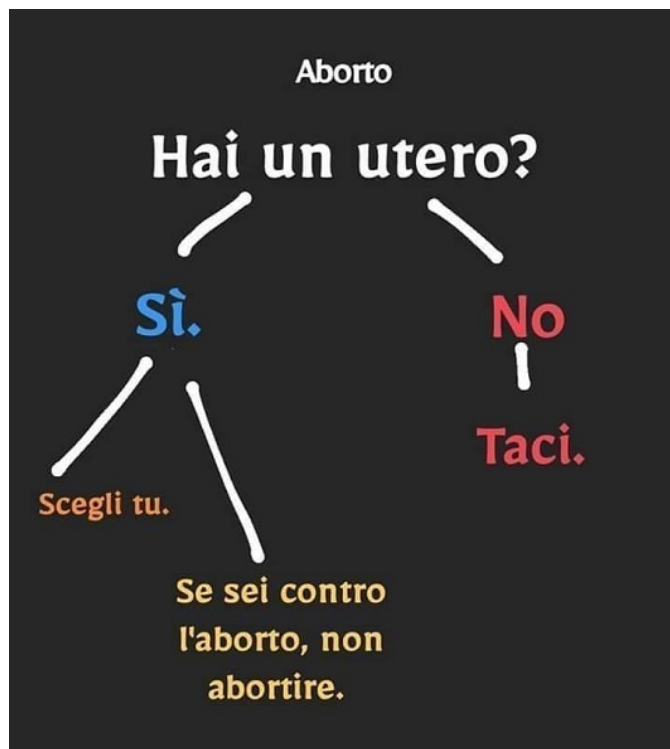 Aborto
Hai un utero?
Sì.
No
Taci.
Scegli tu.
Se sei contro
l'aborto, non
abortire.